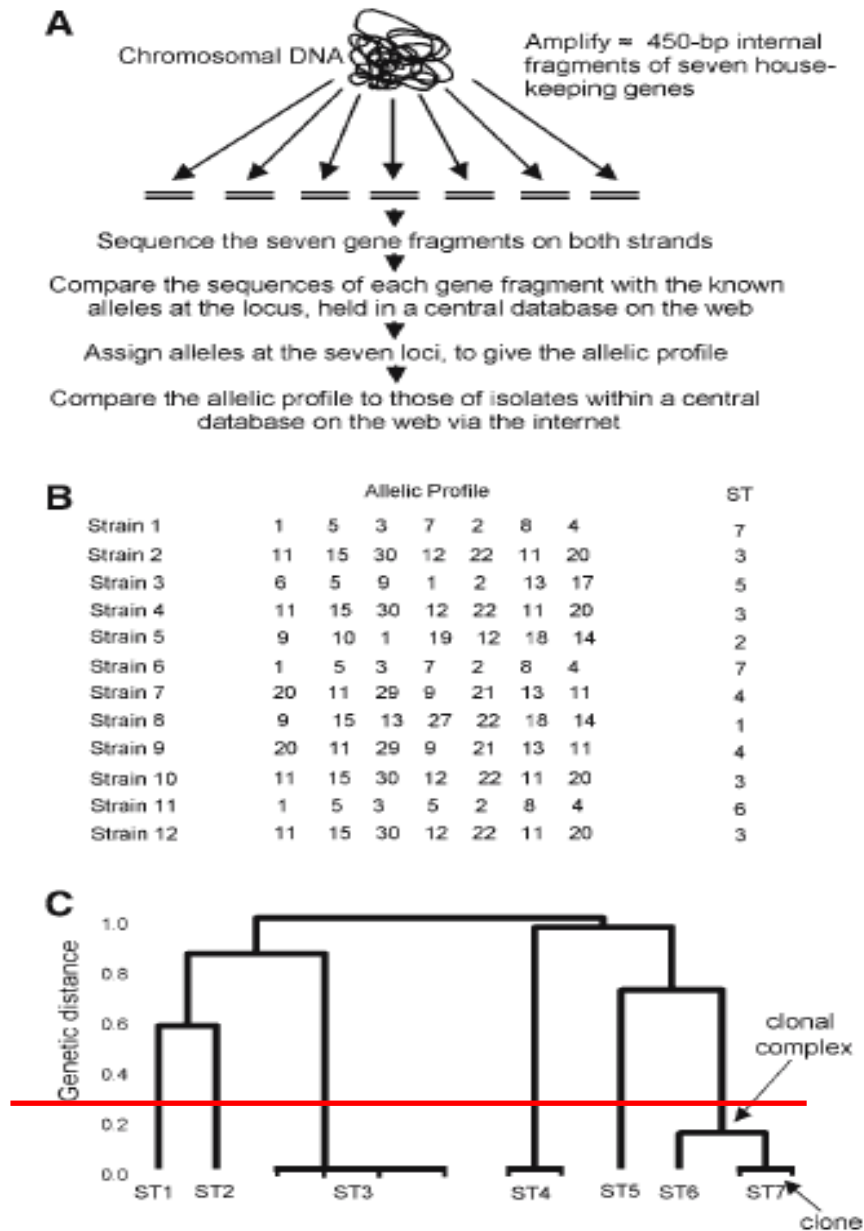 A
Chromosomal DNA
Amplify ≈ 450-bp internal
fragments of seven house-
keeping genes
Sequence the seven gene fragments on both strands
Compare the sequences of each gene fragment with the known
alleles at the locus, held in a central database on the web
Assign alleles at the seven loci, to give the allelic profile
Compare the allelic profile to those of isolates within a central
database on the web via the internet
B
Allelic Profile ST
Strain 1 1 5 3 7 2 8 4 7
Strain 2 11 15 30 12 22 11 20 3
Strain 3 6 5 9 1 2 13 17 5
Strain 4 11 15 30 12 22 11 20 3
Strain 5 9 10 1 19 12 18 14 2
Strain 6 1 5 3 7 2 8 4 7
Strain 7 20 11 29 9 21 13 11 4
Strain 8 9 15 13 27 22 18 14 1
Strain 9 20 11 29 9 21 13 11 4
Strain 10 11 15 30 12 22 11 20 3
Strain 11 1 5 3 5 2 8 4 6
Strain 12 11 15 30 12 22 11 20 3
C
Genetic distance
1.0
0.8
0.6
0.4
0.2
0.0
clonal
complex
ST1 ST2 ST3 ST4 ST5 ST6 ST7
clone